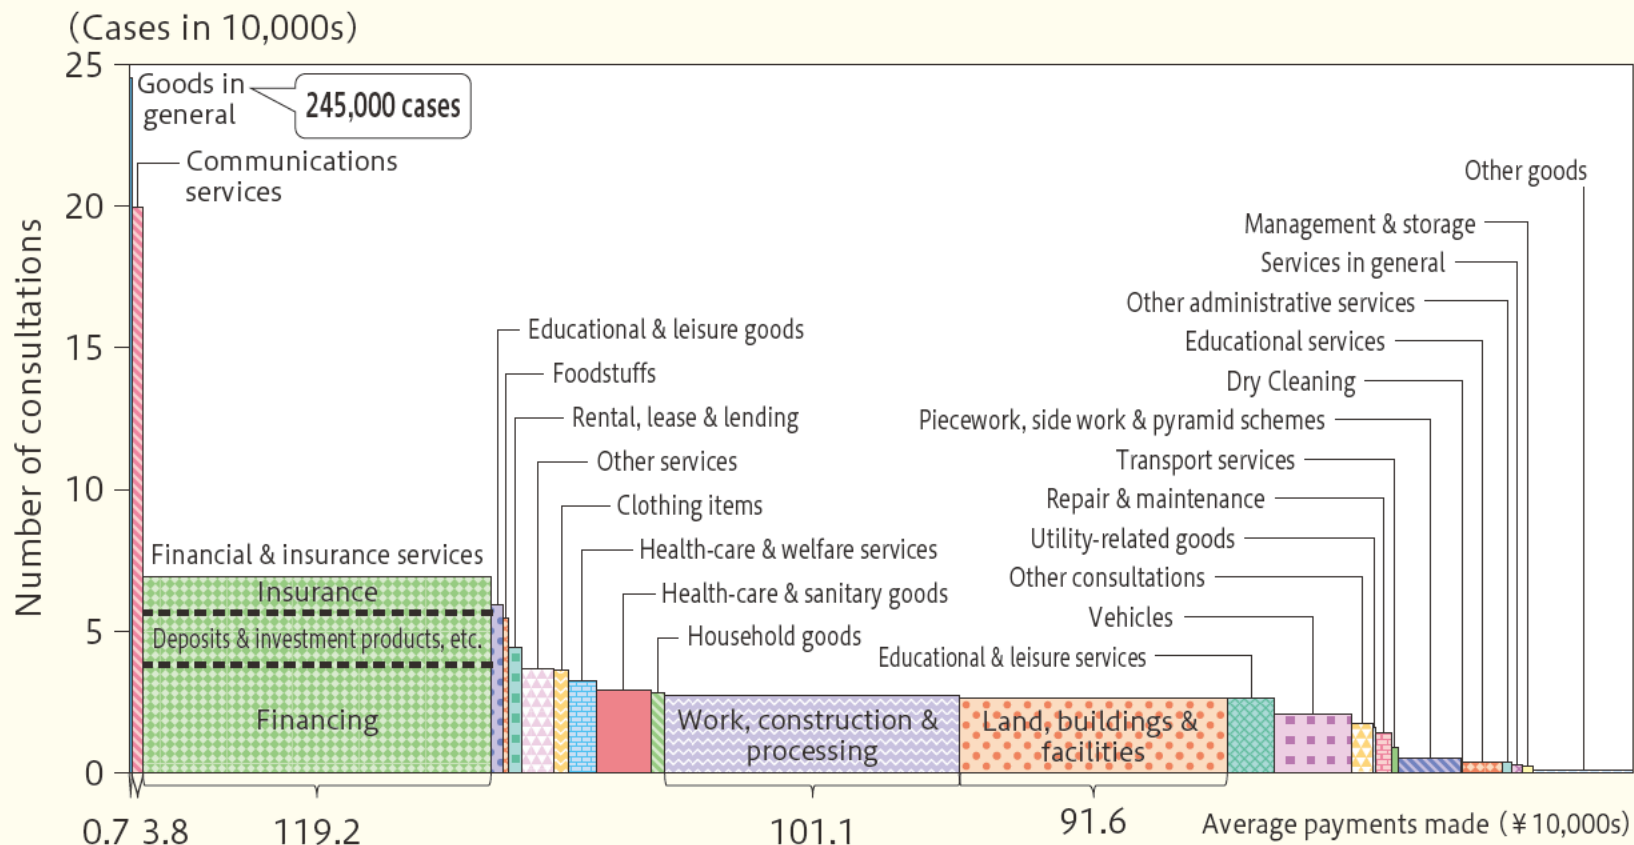 (Cases in 10,000s)
25
20
15
10
5
0
Number of consultations
Goods in
general
245,000 cases
Communications
services
Financial & insurance services
Insurance
Deposits & investment products, etc.
Financing
Educational & leisure goods
Foodstuffs
Rental, lease & lending
Other services
Clothing items
Health-care & welfare services
Health-care & sanitary goods
Household goods
Work, construction &
processing
Land, buildings &
facilities
Other goods
Management & storage
Services in general
Other administrative services
Educational services
Dry Cleaning
Piecework, side work & pyramid schemes
Transport services
Repair & maintenance
Utility-related goods
Other consultations
Vehicles
Educational & leisure services
0.7 3.8 119.2 101.1 91.6 Average payments made (¥10,000s)